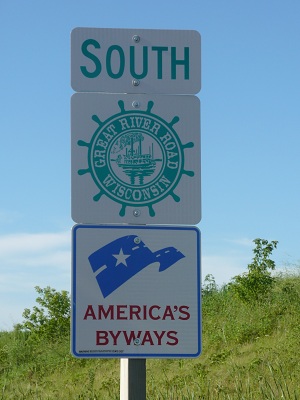 SOUTH
GREAT RIVER ROAD
WISCONSIN
AMERICA'S
BYWAYS